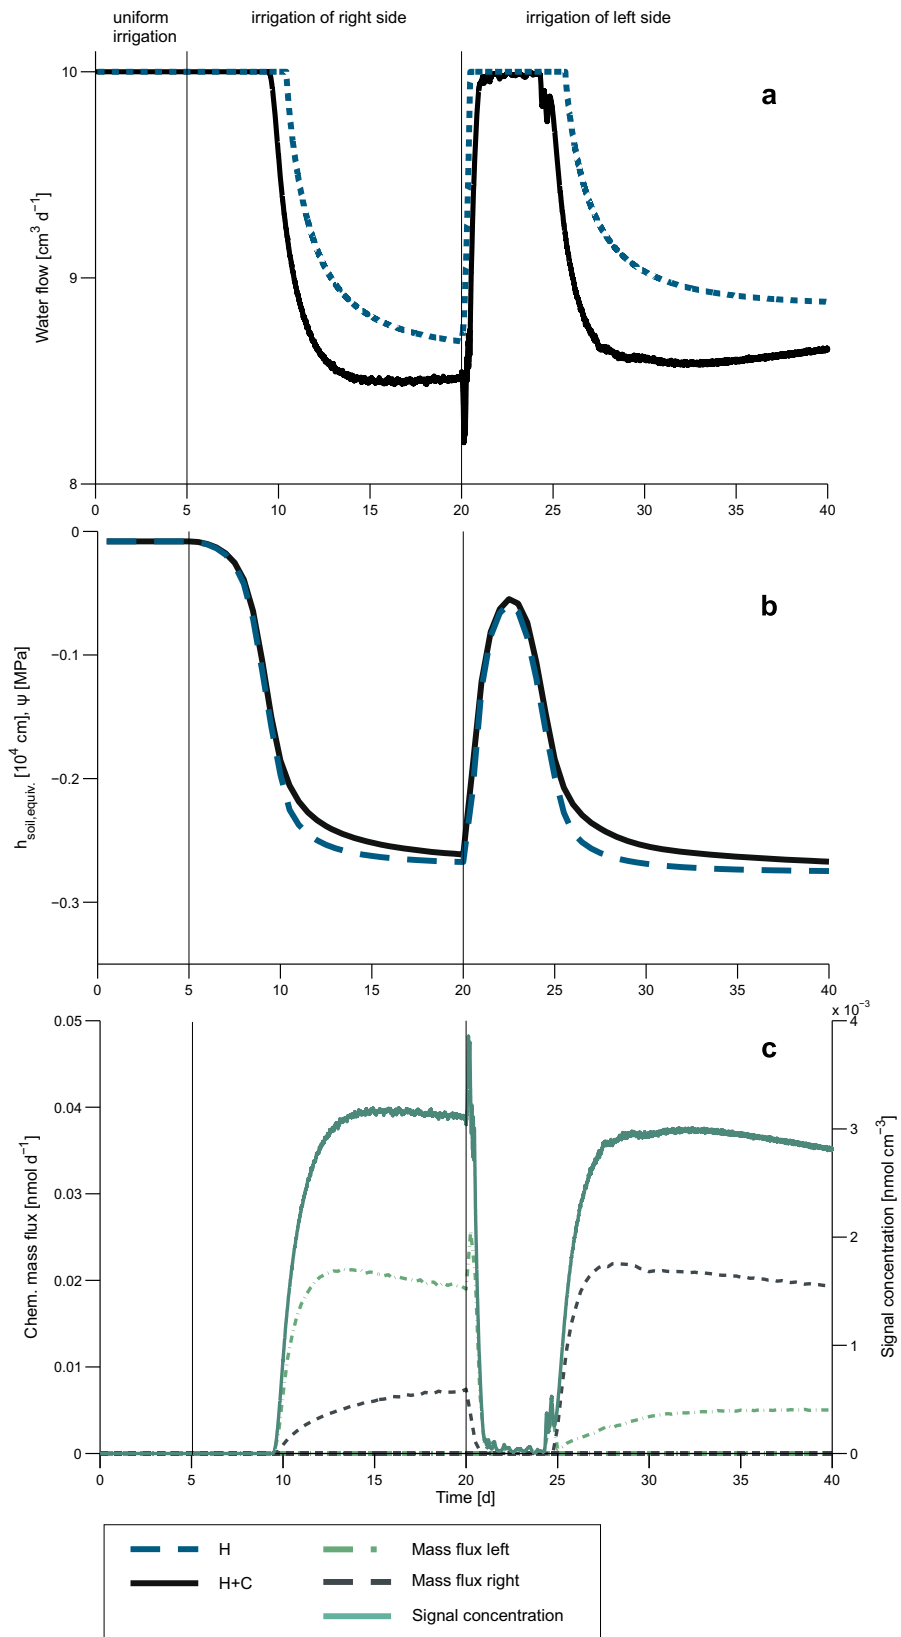 uniform
irrigation
irrigation of right side
irrigation of left side
a
Water flow [cm³ d⁻¹]
10
9
8
0 5 10 15 20 25 30 35 40
b
h_soil,equiv. [10⁴ cm], ψ [MPa]
0
−0.1
−0.2
−0.3
0 5 10 15 20 25 30 35 40
x 10⁻³
c
Chem. mass flux [nmol d⁻¹]
0.05
0.04
0.03
0.02
0.01
0
4
3
2
1
0
Signal concentration [nmol cm⁻³]
0 5 10 15 20 25 30 35 40
Time [d]
H
H+C
Mass flux left
Mass flux right
Signal concentration